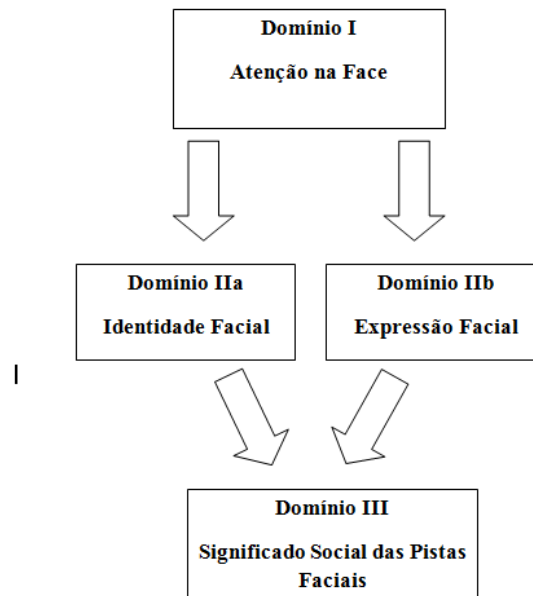 Domínio I
Atenção na Face
Domínio IIa
Identidade Facial
Domínio IIb
Expressão Facial
Domínio III
Significado Social das Pistas
Faciais